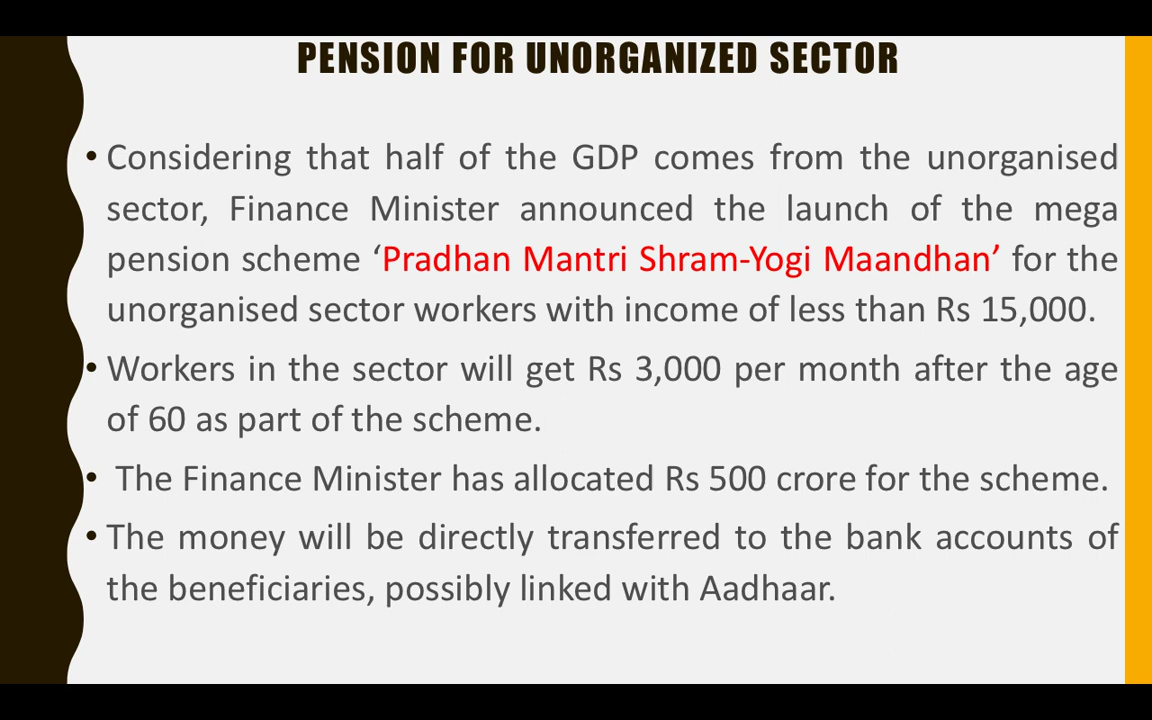 PENSION FOR UNORGANIZED SECTOR
• Considering that half of the GDP comes from the unorganised
sector, Finance Minister announced the launch of the mega
pension scheme ‘Pradhan Mantri Shram-Yogi Maandhan’ for the
unorganised sector workers with income of less than Rs 15,000.
• Workers in the sector will get Rs 3,000 per month after the age
of 60 as part of the scheme.
• The Finance Minister has allocated Rs 500 crore for the scheme.
• The money will be directly transferred to the bank accounts of
the beneficiaries, possibly linked with Aadhaar.